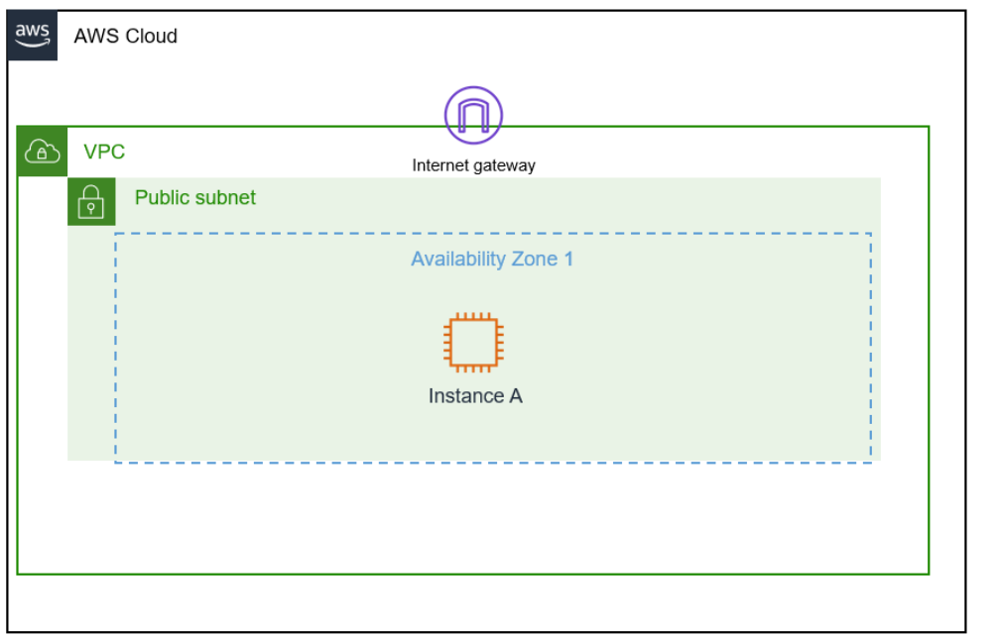 aws
AWS Cloud
Internet gateway
VPC
Public subnet
Availability Zone 1
Instance A